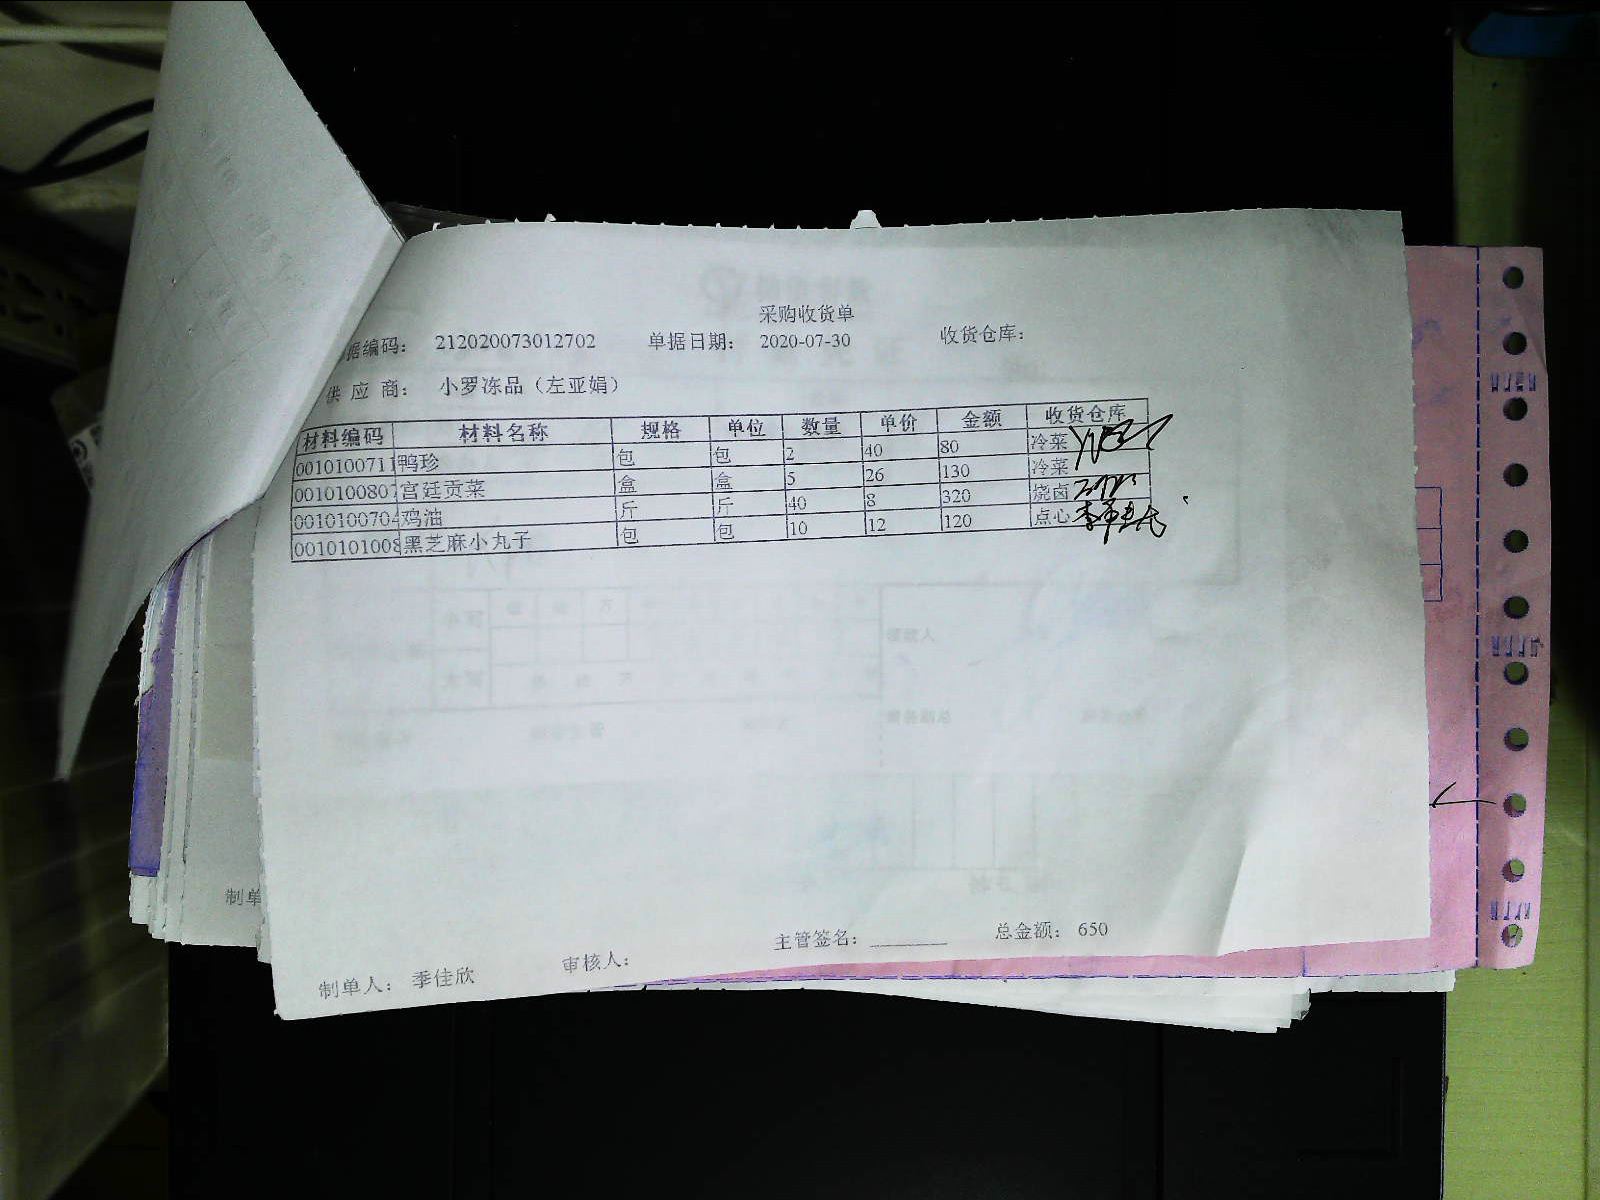 采购收货单
据编码： 212020073012702 单据日期： 2020-07-30 收货仓库：
供 应 商： 小罗冻品（左亚娟）
材料编码 材料名称 规格 单位 数量 单价 金额 收货仓库
001010071 鸭珍 包 包 2 40 80 冷菜
001010080 宫廷贡菜 盒 盒 5 26 130 冷菜
001010070 鸡油 斤 斤 40 8 320 烧卤
001010100 黑芝麻小丸子 包 包 10 12 120 点心
制单
主管签名： 总金额： 650
制单人： 季佳欣 审核人：